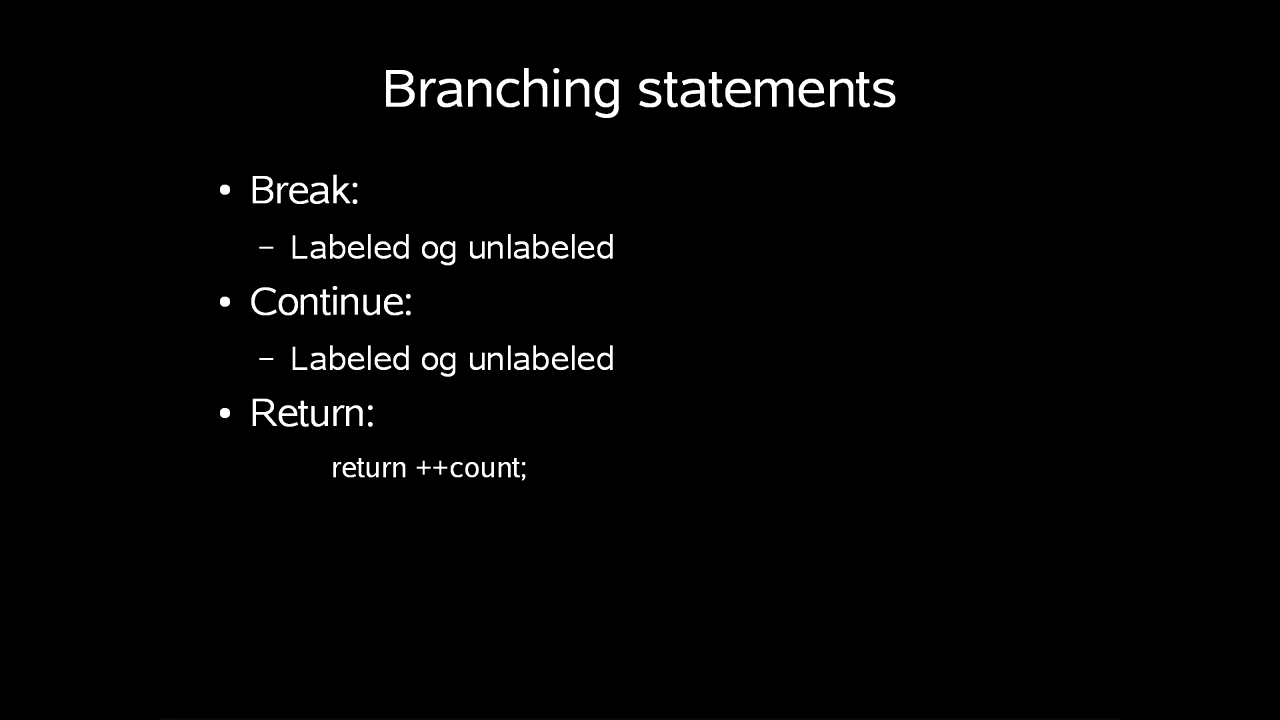 Branching statements
• Break:
– Labeled og unlabeled
• Continue:
– Labeled og unlabeled
• Return:
return ++count;